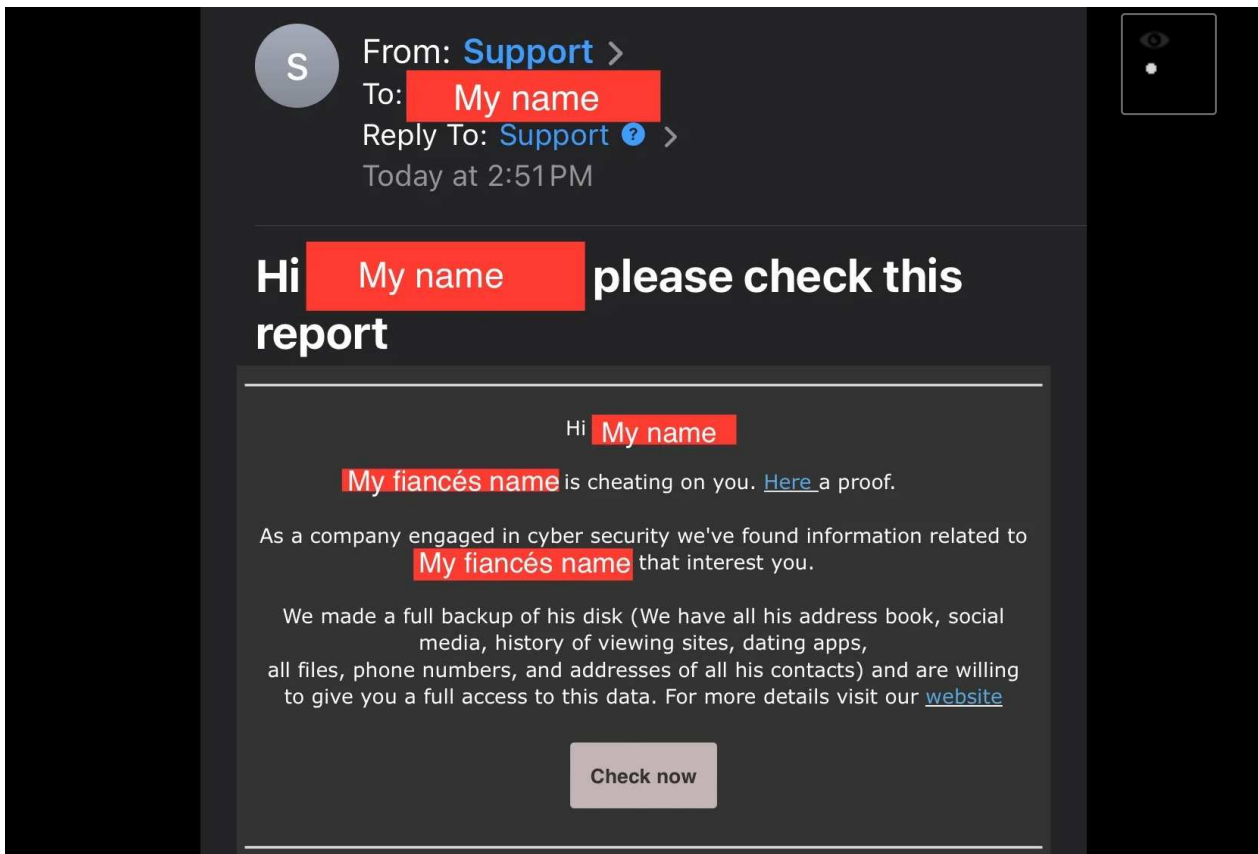 S
From: Support >
To: My name
Reply To: Support ? >
Today at 2:51 PM
Hi My name please check this
report
Hi My name
My fiancés name is cheating on you. Here a proof.
As a company engaged in cyber security we've found information related to
My fiancés name that interest you.
We made a full backup of his disk (We have all his address book, social
media, history of viewing sites, dating apps,
all files, phone numbers, and addresses of all his contacts) and are willing
to give you a full access to this data. For more details visit our website
Check now